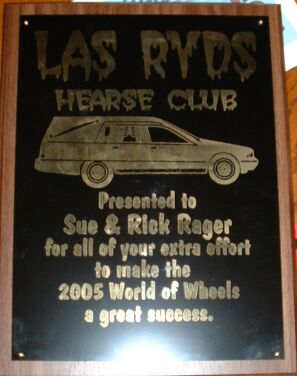 LAS RYDS
HEARSE CLUB
Presented to
Sue & Rick Rager
for all of your extra effort
to make the
2005 World of Wheels
a great success.